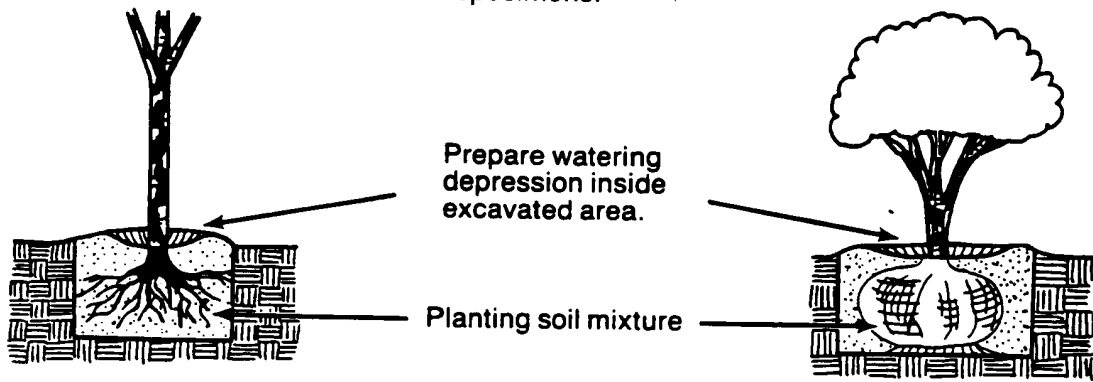 Prepare watering
depression inside
excavated area.
Planting soil mixture